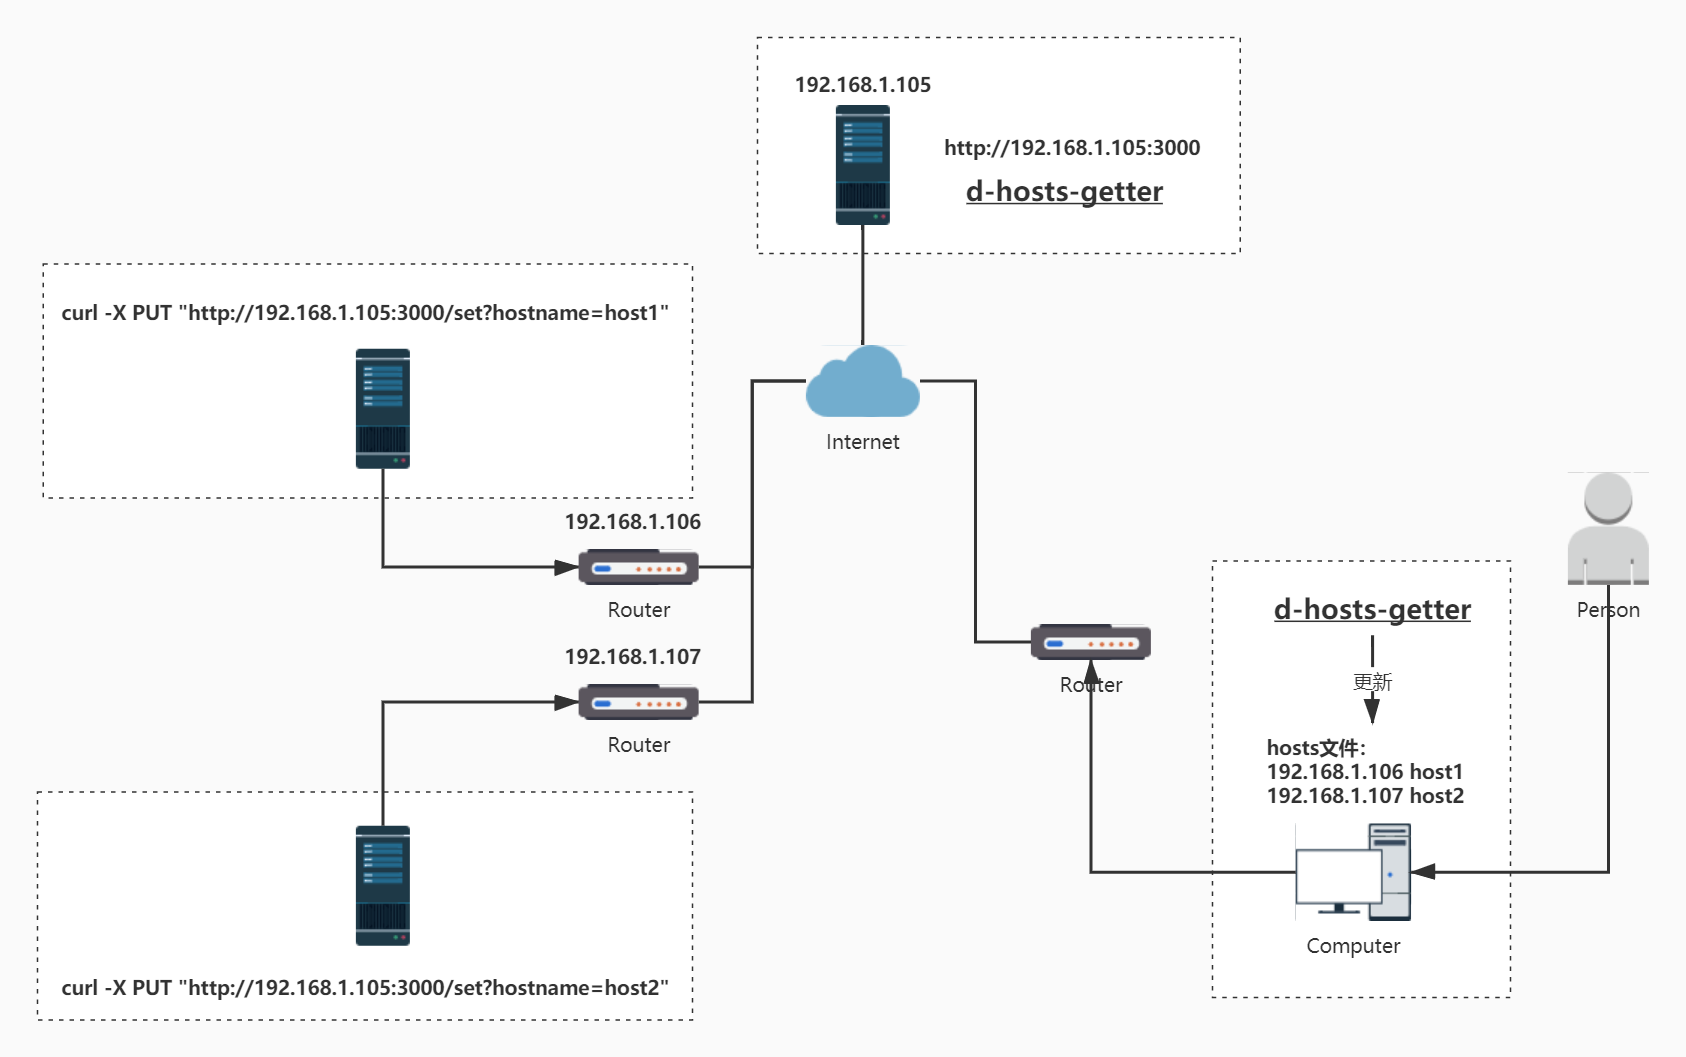 192.168.1.105
http://192.168.1.105:3000
d-hosts-getter
curl -X PUT "http://192.168.1.105:3000/set?hostname=host1"
Internet
192.168.1.106
Router
192.168.1.107
Router
curl -X PUT "http://192.168.1.105:3000/set?hostname=host2"
Router
Person
d-hosts-getter
更新
hosts文件：
192.168.1.106 host1
192.168.1.107 host2
Computer